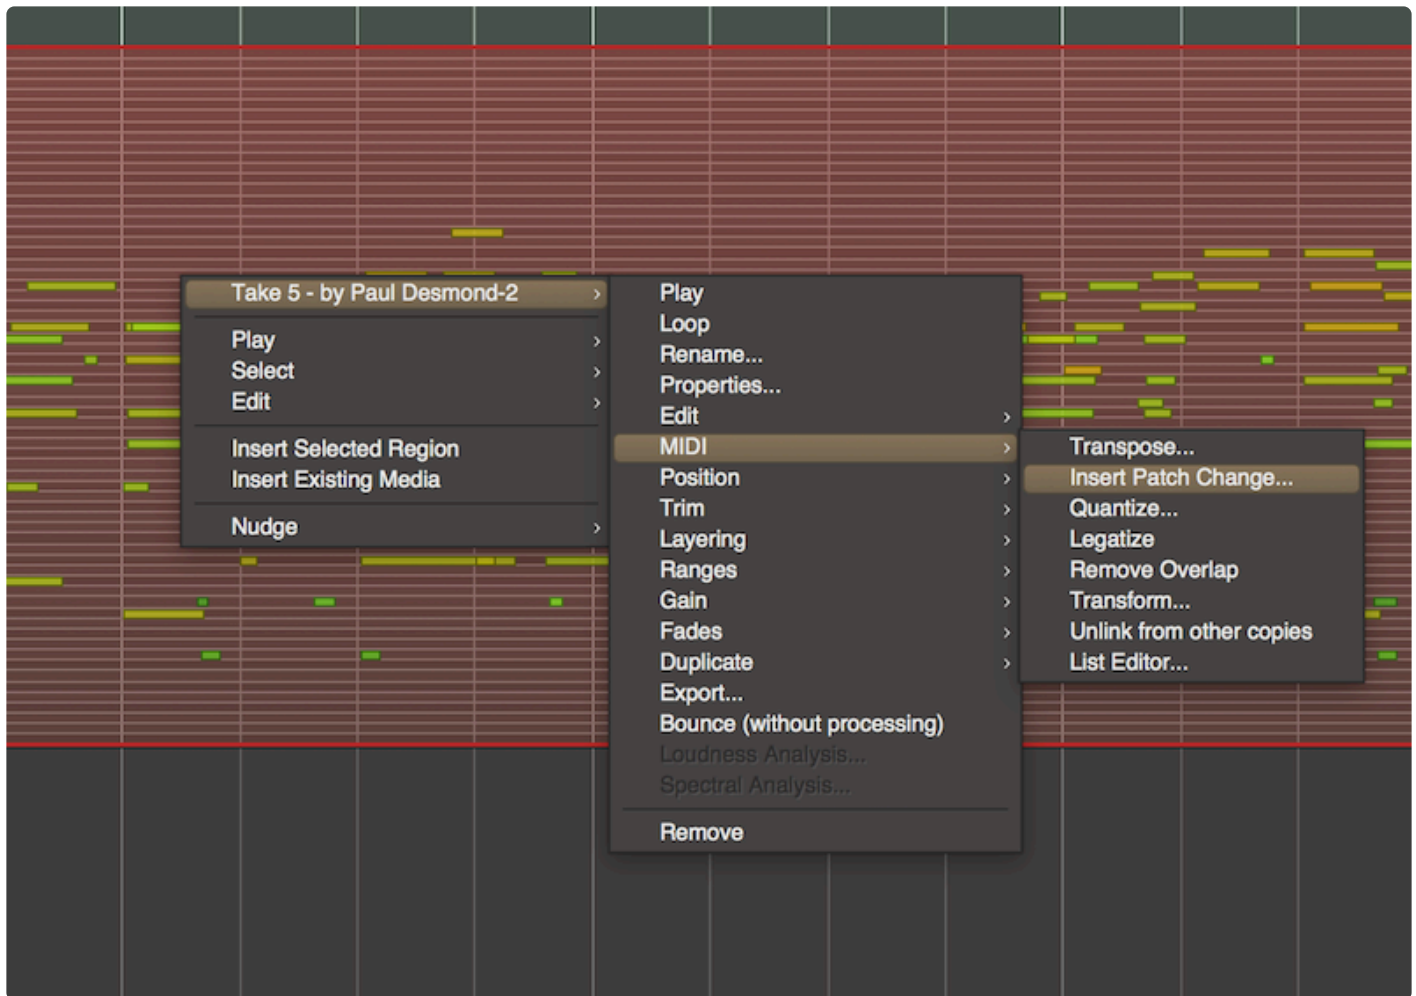 Take 5 - by Paul Desmond-2
Play
Select
Edit
Insert Selected Region
Insert Existing Media
Nudge
Play
Loop
Rename...
Properties...
Edit
MIDI
Position
Trim
Layering
Ranges
Gain
Fades
Duplicate
Export...
Bounce (without processing)
Loudness Analysis...
Spectral Analysis...
Remove
Transpose...
Insert Patch Change...
Quantize...
Legatize
Remove Overlap
Transform...
Unlink from other copies
List Editor...